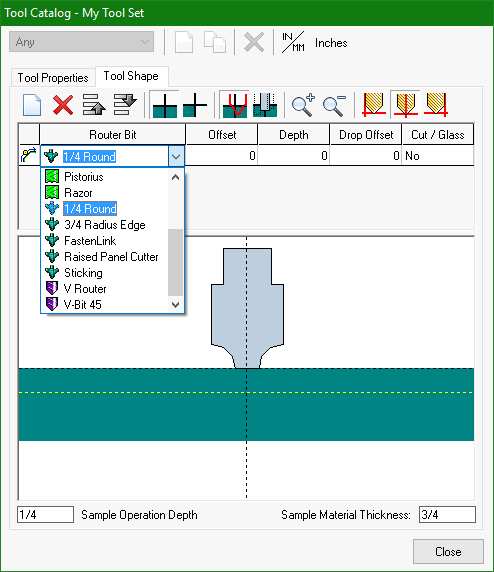 Tool Catalog - My Tool Set
Any
IN/MM Inches
Tool Properties Tool Shape
Router Bit Offset Depth Drop Offset Cut / Glass
1/4 Round 0 0 0 No
Pistorius
Razor
1/4 Round
3/4 Radius Edge
FastenLink
Raised Panel Cutter
Sticking
V Router
V-Bit 45
1/4 Sample Operation Depth Sample Material Thickness: 3/4
Close